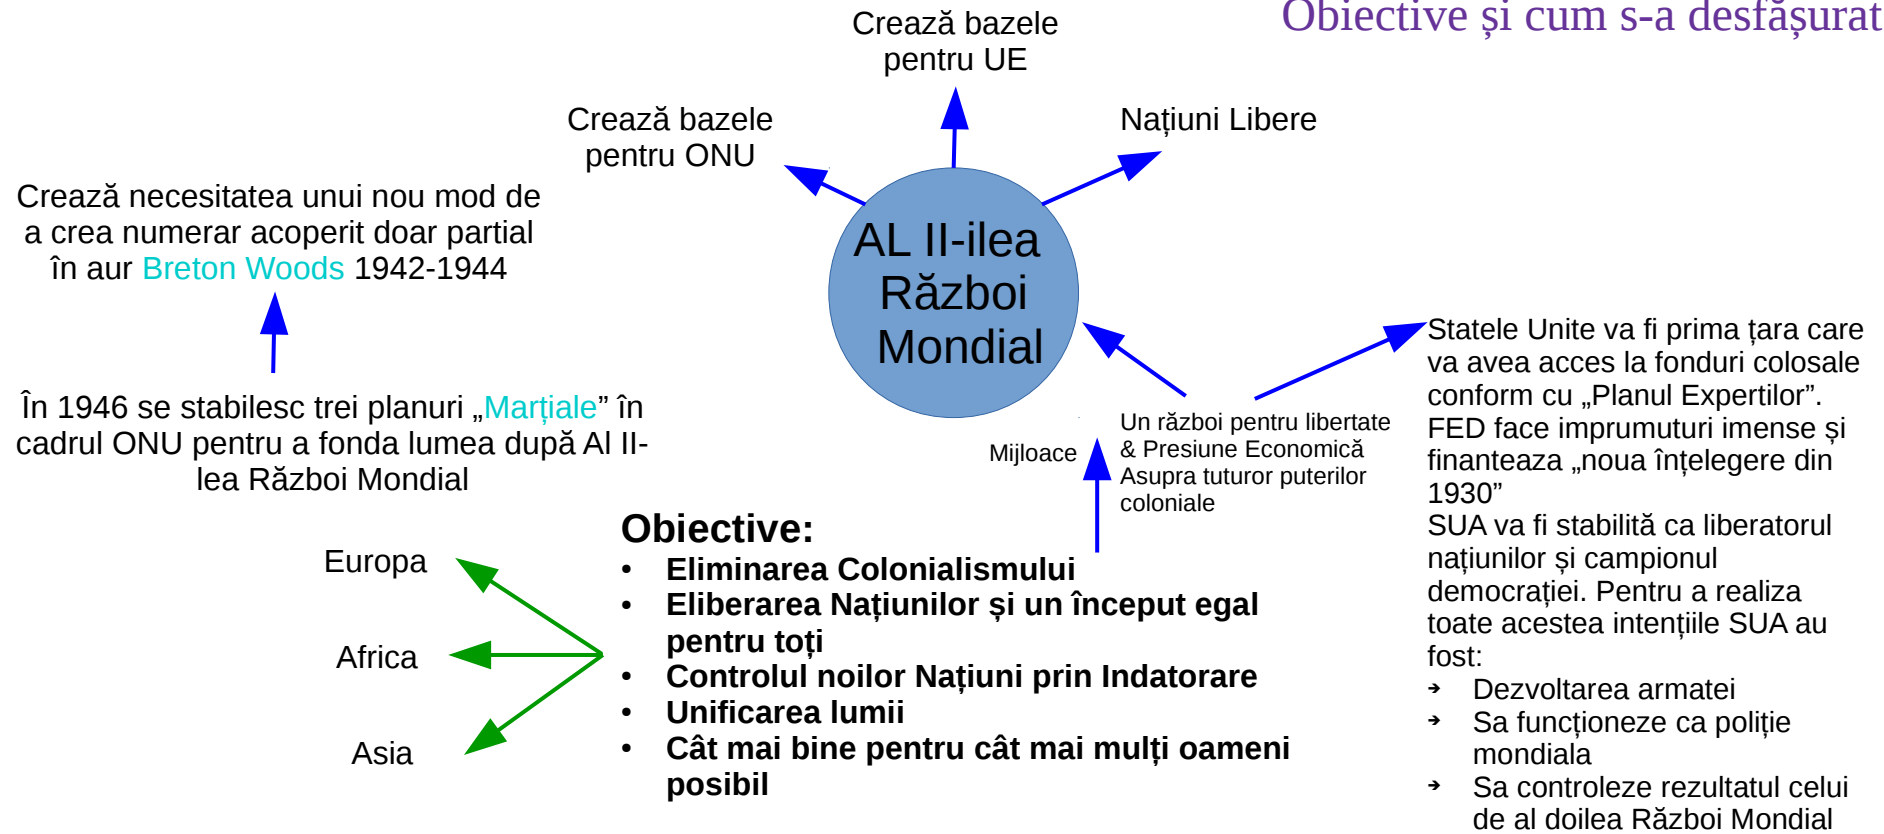 Obiective și cum s-a desfășurat
Crează bazele
pentru UE
Crează bazele
pentru ONU
Națiuni Libere
Crează necesitatea unui nou mod de
a crea numerar acoperit doar partial
în aur Breton Woods 1942-1944
AL II-ilea
Război
Mondial
În 1946 se stabilesc trei planuri „Marțiale” în
cadrul ONU pentru a fonda lumea după Al II-
lea Război Mondial
Mijloace
Un război pentru libertate
& Presiune Economică
Asupra tuturor puterilor
coloniale
Statele Unite va fi prima țara care
va avea acces la fonduri colosale
conform cu „Planul Expertilor”.
FED face imprumuturi imense și
finanteaza „noua înțelegere din
1930”
SUA va fi stabilită ca liberatorul
națiunilor și campionul
democrației. Pentru a realiza
toate acestea intențiile SUA au
fost:
➔ Dezvoltarea armatei
➔ Sa funcționeze ca poliție
mondiala
➔ Sa controleze rezultatul celui
de al doilea Război Mondial
Obiective:
• Eliminarea Colonialismului
• Eliberarea Națiunilor și un început egal
pentru toți
• Controlul noilor Națiuni prin Indatorare
• Unificarea lumii
• Cât mai bine pentru cât mai mulți oameni
posibil
Europa
Africa
Asia